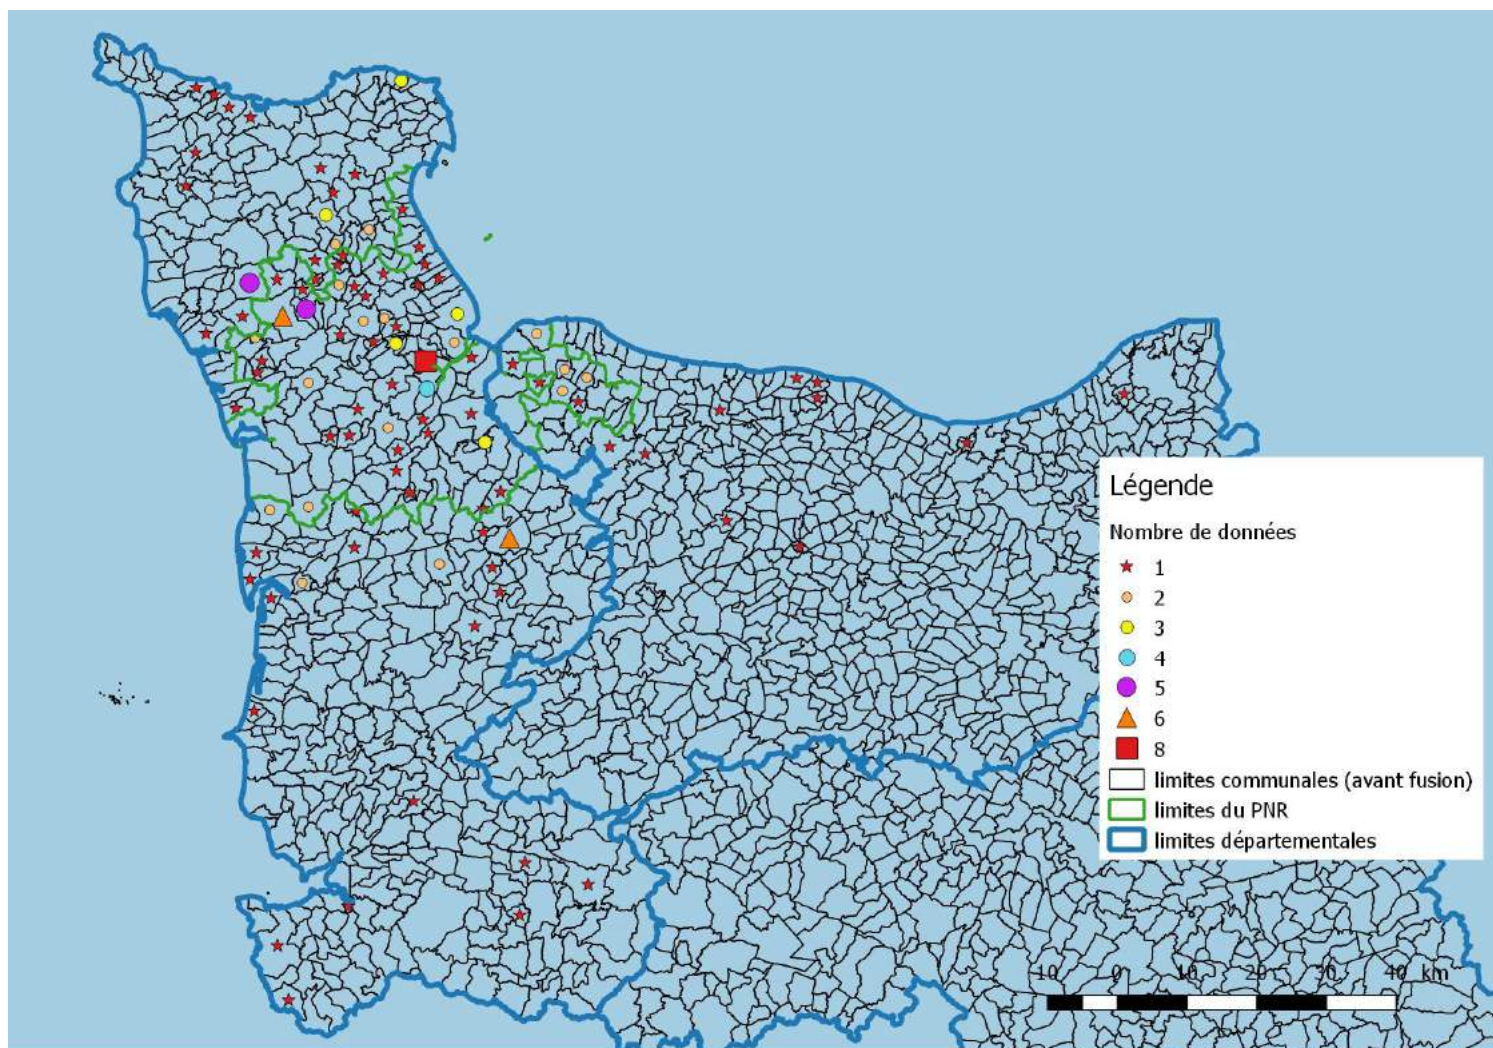 Légende
Nombre de données
1
2
3
4
5
6
8
limites communales (avant fusion)
limites du PNR
limites départementales
10 0 10 20 30 40 km